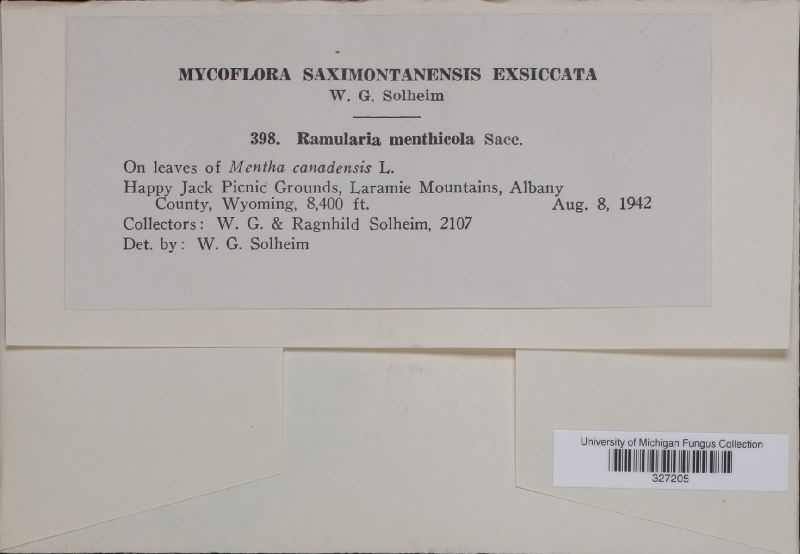 MYCOFLORA SAXIMONTANENSIS EXSICCATA
W. G. Solheim
398. Ramularia menthicola Sacc.
On leaves of Mentha canadensis L.
Happy Jack Picnic Grounds, Laramie Mountains, Albany
County, Wyoming, 8,400 ft. Aug. 8, 1942
Collectors: W. G. & Ragnhild Solheim, 2107
Det. by: W. G. Solheim
University of Michigan Fungus Collection
327205